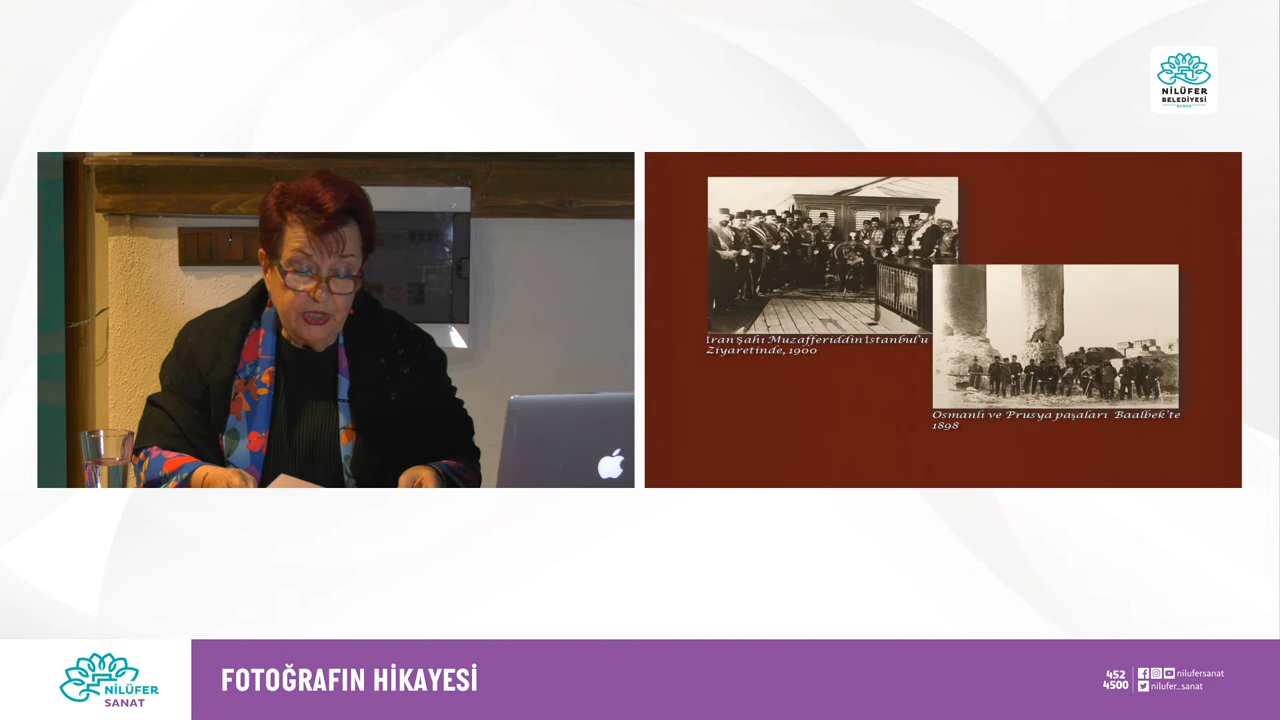 NİLÜFER
BELEDİYESİ
BURSA
İran Şahı Muzafferiddin İstanbul'u
Ziyaretinde, 1900
Osmanlı ve Prusya paşaları Baalbek'te
1898
NİLÜFER
SANAT
FOTOĞRAFIN HİKAYESİ
452
4500
nilufersanat
nilufer_sanat